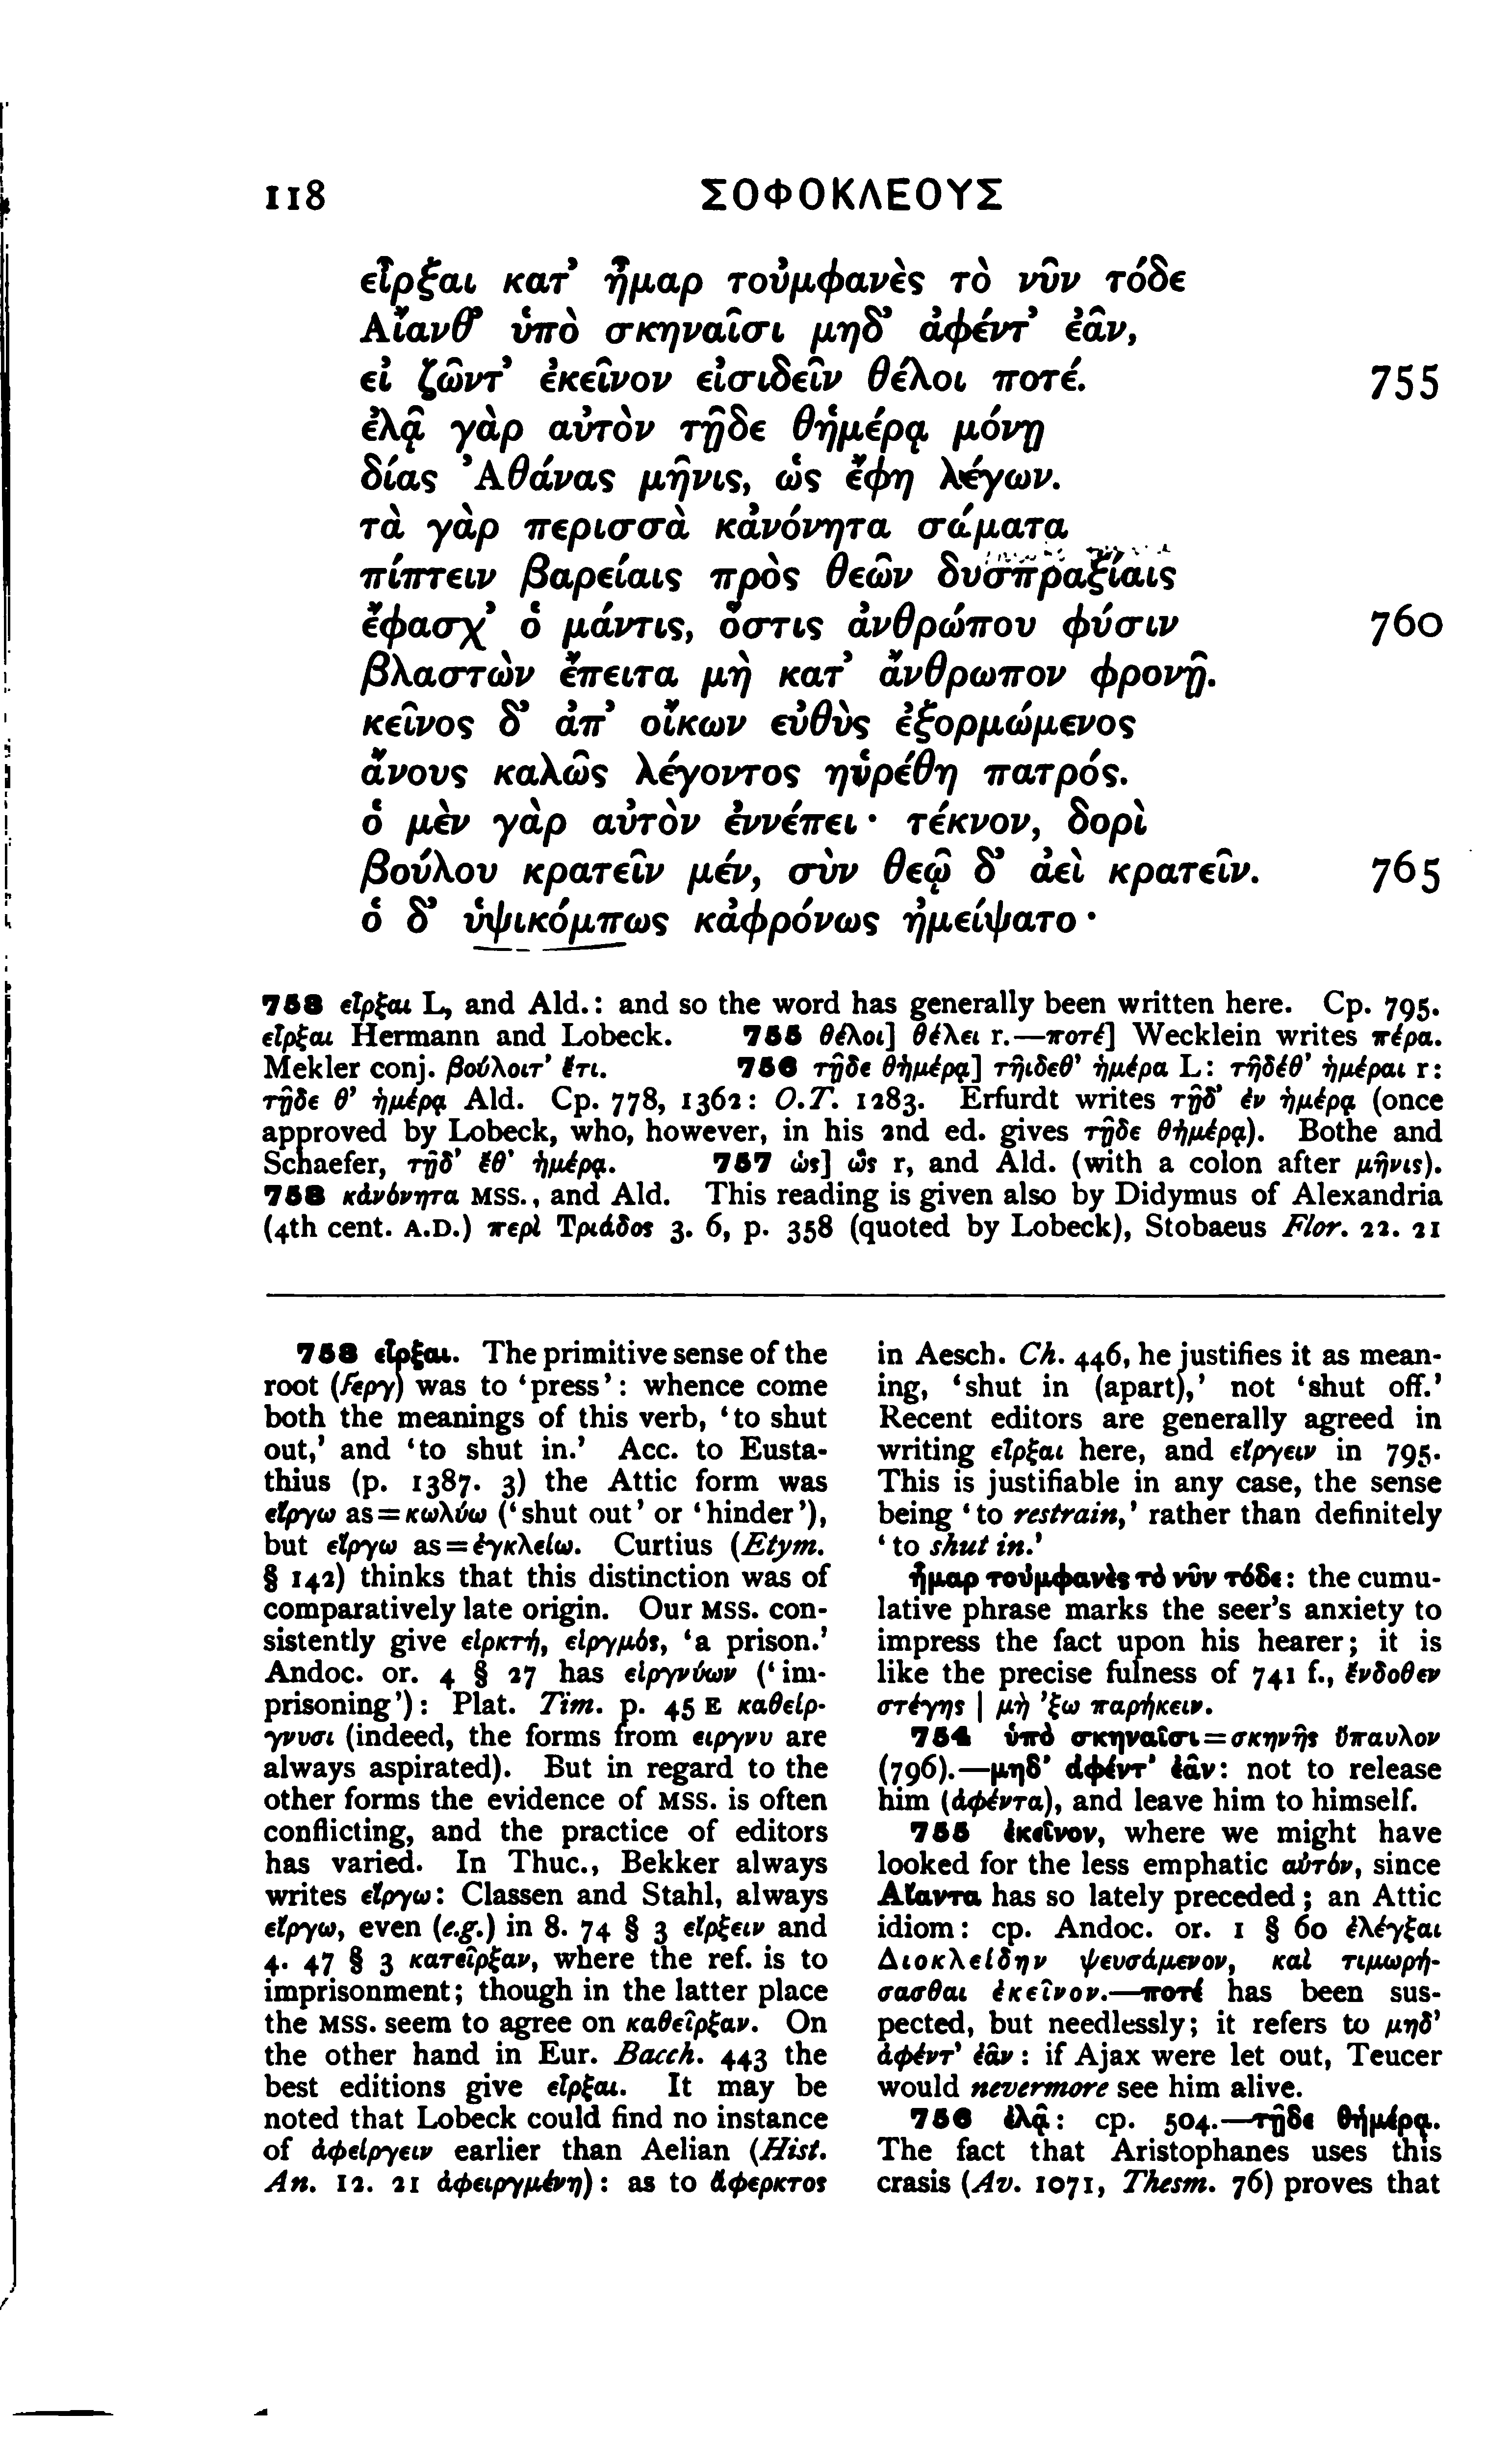 118
ΣΟΦΟΚΛΕΟΥΣ
εἶρξαι κατ’ ἦμαρ τοὐμφανὲς τὸ νῦν τόδε
Αἴανθ’ ὑπὸ σκηναῖσι μηδ’ ἀφέντ’ ἐᾶν,
εἰ ζῶντ’ ἐκεῖνον εἰσιδεῖν θέλοι ποτέ. 755
ἐλᾷ γὰρ αὐτὸν τῇδε θἠμέρᾳ μόνῃ
δίας Ἀθάνας μῆνις, ὡς ἔφη λέγων.
τὰ γὰρ περισσὰ κἀνόνητα σώματα
πίπτειν βαρείαις πρὸς θεῶν δυσπραξίαις
ἔφασχ’ ὁ μάντις, ὅστις ἀνθρώπου φύσιν 760
βλαστὼν ἔπειτα μὴ κατ’ ἄνθρωπον φρονῇ.
κεῖνος δ’ ἀπ’ οἴκων εὐθὺς ἐξορμώμενος
ἄνους καλῶς λέγοντος ηὑρέθη πατρός.
ὁ μὲν γὰρ αὐτὸν ἐννέπει· τέκνον, δορὶ
βούλου κρατεῖν μέν, σὺν θεῷ δ’ ἀεὶ κρατεῖν. 765
ὁ δ’ ὑψικόμπως κἀφρόνως ἠμείψατο·
753 εἶρξαι L, and Ald.: and so the word has generally been written here. Cp. 795.
εἷρξαι Hermann and Lobeck. 755 θέλοι] θέλει r.—ποτέ] Wecklein writes πέρα.
Mekler conj. βούλοιτ’ ἔτι. 756 τῇδε θἠμέρᾳ] τῆιδεθ’ ἡμέρα L: τῆδέθ’ ἡμέραι r:
τῇδε θ’ ἡμέρᾳ Ald. Cp. 778, 1362: O.T. 1283. Erfurdt writes τῇδ’ ἐν ἡμέρᾳ (once
approved by Lobeck, who, however, in his 2nd ed. gives τῇδε θἠμέρᾳ). Bothe and
Schaefer, τῇδ’ ἔθ’ ἡμέρᾳ. 757 ὡς] ὧς r, and Ald. (with a colon after μῆνις).
758 κἀνόνητα MSS., and Ald. This reading is given also by Didymus of Alexandria
(4th cent. A.D.) περὶ Τριάδος 3. 6, p. 358 (quoted by Lobeck), Stobaeus Flor. 22. 21
753 εἶρξαι. The primitive sense of the
root (ϝεργ) was to ‘press’: whence come
both the meanings of this verb, ‘to shut
out,’ and ‘to shut in.’ Acc. to Eusta-
thius (p. 1387. 3) the Attic form was
εἴργω as=κωλύω (‘shut out’ or ‘hinder’),
but εἵργω as=ἐγκλείω. Curtius (Etym.
§ 142) thinks that this distinction was of
comparatively late origin. Our MSS. con-
sistently give εἱρκτή, εἱργμός, ‘a prison.’
Andoc. or. 4 § 27 has εἱργνύων (‘im-
prisoning’): Plat. Tim. p. 45 E καθείρ-
γνυσι (indeed, the forms from ειργνυ are
always aspirated). But in regard to the
other forms the evidence of MSS. is often
conflicting, and the practice of editors
has varied. In Thuc., Bekker always
writes εἵργω: Classen and Stahl, always
εἴργω, even (e.g.) in 8. 74 § 3 εἴρξειν and
4. 47 § 3 κατεῖρξαν, where the ref. is to
imprisonment; though in the latter place
the MSS. seem to agree on καθεῖρξαν. On
the other hand in Eur. Bacch. 443 the
best editions give εἷρξαι. It may be
noted that Lobeck could find no instance
of ἀφείργειν earlier than Aelian (Hist.
An. 12. 21 ἀφειργμένη): as to ἄφερκτος
in Aesch. Ch. 446, he justifies it as mean-
ing, ‘shut in (apart),’ not ‘shut off.’
Recent editors are generally agreed in
writing εἶρξαι here, and εἴργειν in 795.
This is justifiable in any case, the sense
being ‘to restrain,’ rather than definitely
‘to shut in.’
ἦμαρ τοὐμφανὲς τὸ νῦν τόδε: the cumu-
lative phrase marks the seer’s anxiety to
impress the fact upon his hearer; it is
like the precise fulness of 741 f., ἔνδοθεν
στέγης | μὴ ’ξω παρήκειν.
754 ὑπὸ σκηναῖσι=σκηνῆς ὕπαυλον
(796).—μηδ’ ἀφέντ’ ἐᾶν: not to release
him (ἀφέντα), and leave him to himself.
755 ἐκεῖνον, where we might have
looked for the less emphatic αὐτόν, since
Αἴαντα has so lately preceded; an Attic
idiom: cp. Andoc. or. 1 § 60 ἐλέγξαι
Διοκλείδην ψευσάμενον, καὶ τιμωρή-
σασθαι ἐκεῖνον.—ποτέ has been sus-
pected, but needlessly; it refers to μηδ’
ἀφέντ’ ἐᾶν: if Ajax were let out, Teucer
would nevermore see him alive.
756 ἐλᾷ: cp. 504.—τῇδε θἠμέρᾳ.
The fact that Aristophanes uses this
crasis (Av. 1071, Thesm. 76) proves that